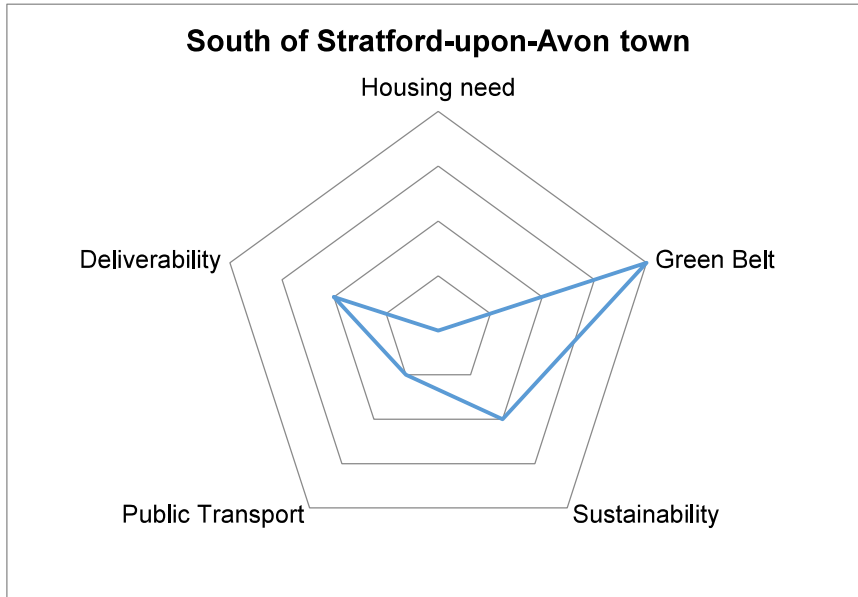 South of Stratford-upon-Avon town
Housing need
Deliverability
Green Belt
Public Transport
Sustainability